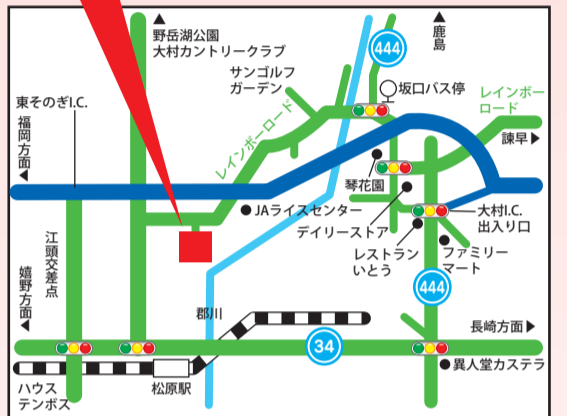 野岳湖公園
大村カントリークラブ
444
鹿島
サンゴルフ
ガーデン
坂口バス停
レインボー
ロード
東そのぎI.C.
福岡方面
レインボーロード
諫早
琴花園
JAライスセンター
デイリーストア
大村I.C.
出入り口
レストラン
いとう
ファミリー
マート
江頭交差点
嬉野方面
444
郡川
34
長崎方面
異人堂カステラ
ハウス
テンボス
松原駅